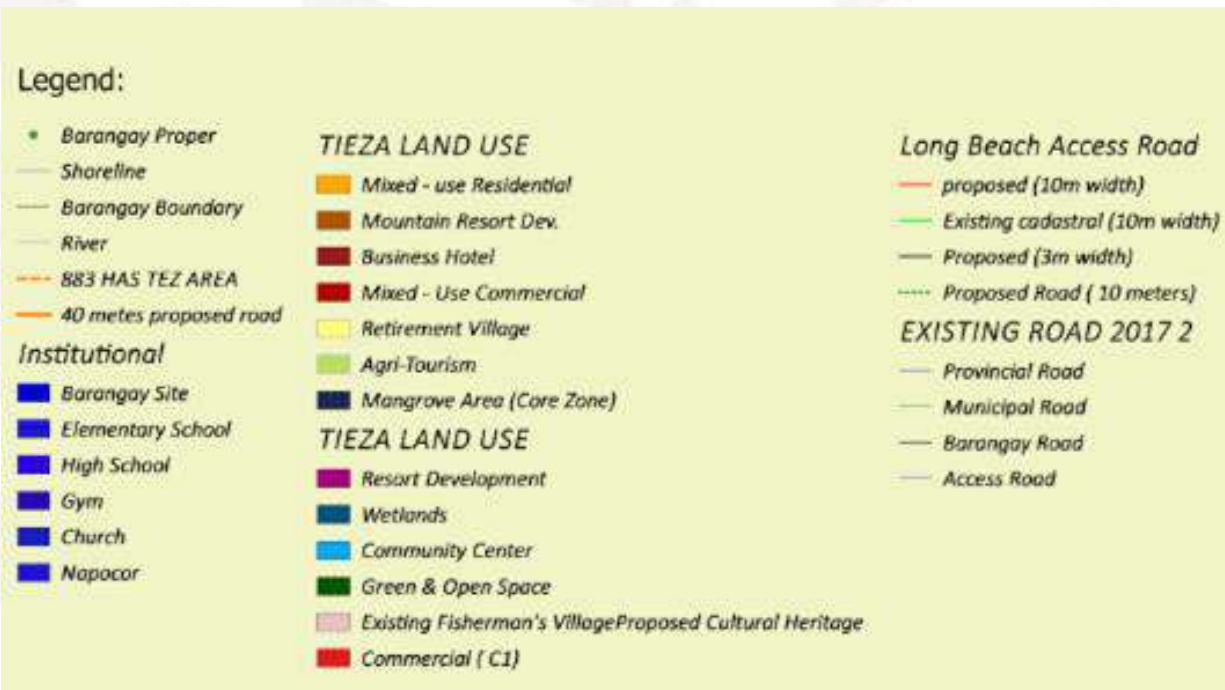 Legend:
Barangay Proper
Shoreline
Barangay Boundary
River
883 HAS TEZ AREA
40 metes proposed road
Institutional
Barangay Site
Elementary School
High School
Gym
Church
Napocor
TIEZA LAND USE
Mixed - use Residential
Mountain Resort Dev.
Business Hotel
Mixed - Use Commercial
Retirement Village
Agri-Tourism
Mangrove Area (Core Zone)
TIEZA LAND USE
Resort Development
Wetlands
Community Center
Green & Open Space
Existing Fisherman's VillageProposed Cultural Heritage
Commercial ( C1)
Long Beach Access Road
proposed (10m width)
Existing cadastral (10m width)
Proposed (3m width)
Proposed Road ( 10 meters)
EXISTING ROAD 2017 2
Provincial Road
Municipal Road
Barangay Road
Access Road